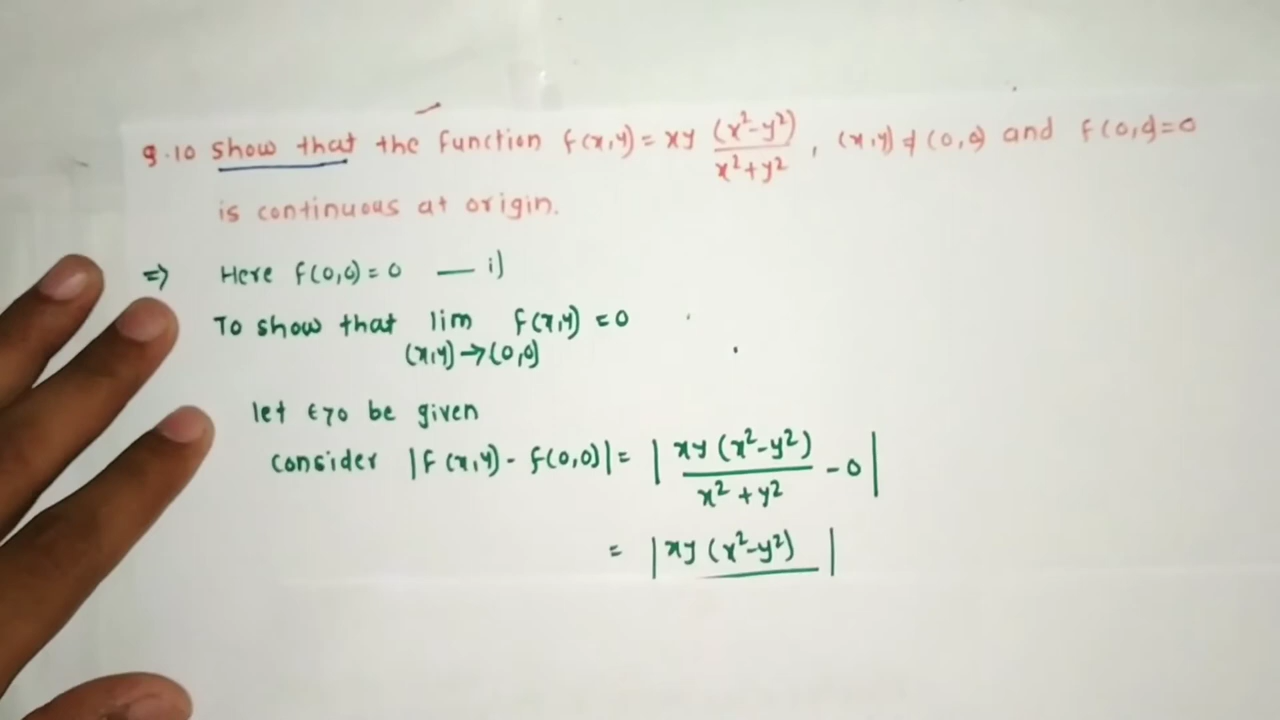 9.10 show that the function f(x,y) = xy (x²-y²)/(x²+y²), (x,y) ≠ (0,0) and f(0,0)=0
is continuous at origin.
=> Here f(0,0) = 0 — i)
To show that lim f(x,y) = 0
(x,y)→(0,0)
let ε>0 be given
consider |f(x,y) - f(0,0)| = | xy(x²-y²)/(x²+y²) - 0 |
= | xy(x²-y²) |